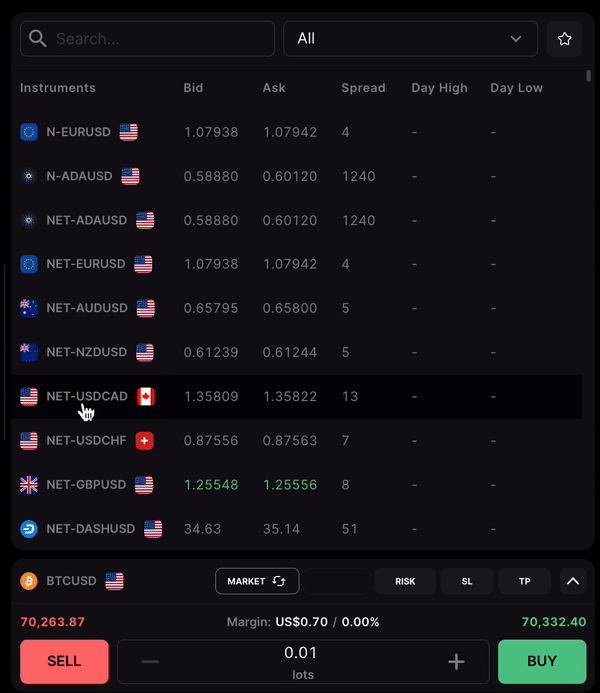 Search... All
Instruments Bid Ask Spread Day High Day Low
N-EURUSD 1.07938 1.07942 4 - -
N-ADAUSD 0.58880 0.60120 1240 - -
NET-ADAUSD 0.58880 0.60120 1240 - -
NET-EURUSD 1.07938 1.07942 4 - -
NET-AUDUSD 0.65795 0.65800 5 - -
NET-NZDUSD 0.61239 0.61244 5 - -
NET-USDCAD 1.35809 1.35822 13 - -
NET-USDCHF 0.87556 0.87563 7 - -
NET-GBPUSD 1.25548 1.25556 8 - -
NET-DASHUSD 34.63 35.14 51 - -
BTCUSD MARKET RISK SL TP
70,263.87 Margin: US$0.70 / 0.00% 70,332.40
SELL 0.01 BUY
lots